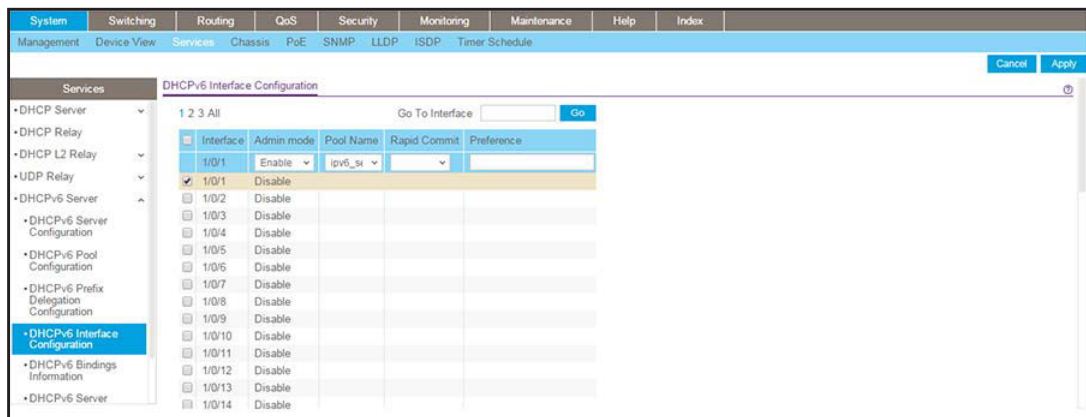 System Switching Routing QoS Security Monitoring Maintenance Help Index
Management Device View Services Chassis PoE SNMP LLDP ISDP Timer Schedule
Cancel Apply
Services
•DHCP Server
•DHCP Relay
•DHCP L2 Relay
•UDP Relay
•DHCPv6 Server
•DHCPv6 Server
Configuration
•DHCPv6 Pool
Configuration
•DHCPv6 Prefix
Delegation
Configuration
•DHCPv6 Interface
Configuration
•DHCPv6 Bindings
Information
•DHCPv6 Server
DHCPv6 Interface Configuration
1 2 3 All Go To Interface Go
Interface Admin mode Pool Name Rapid Commit Preference
1/0/1 Enable ipv6_se
1/0/1 Disable
1/0/2 Disable
1/0/3 Disable
1/0/4 Disable
1/0/5 Disable
1/0/6 Disable
1/0/7 Disable
1/0/8 Disable
1/0/9 Disable
1/0/10 Disable
1/0/11 Disable
1/0/12 Disable
1/0/13 Disable
1/0/14 Disable